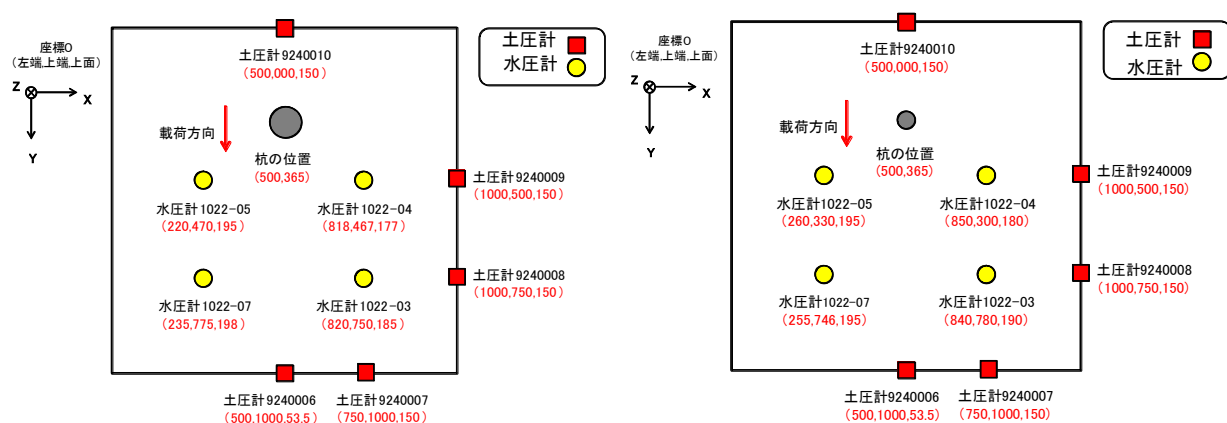 座標O
(左端,上端,上面)
Z
X
Y
土圧計9240010
(500,000,150)
土圧計
水圧計
載荷方向
杭の位置
(500,365)
土圧計9240009
(1000,500,150)
水圧計1022-05
(220,470,195)
水圧計1022-04
(818,467,177)
土圧計9240008
(1000,750,150)
水圧計1022-07
(235,775,198)
水圧計1022-03
(820,750,185)
土圧計9240006
(500,1000,53.5)
土圧計9240007
(750,1000,150)
座標O
(左端,上端,上面)
Z
X
Y
土圧計9240010
(500,000,150)
土圧計
水圧計
載荷方向
杭の位置
(500,365)
土圧計9240009
(1000,500,150)
水圧計1022-05
(260,330,195)
水圧計1022-04
(850,300,180)
土圧計9240008
(1000,750,150)
水圧計1022-07
(255,746,195)
水圧計1022-03
(840,780,190)
土圧計9240006
(500,1000,53.5)
土圧計9240007
(750,1000,150)